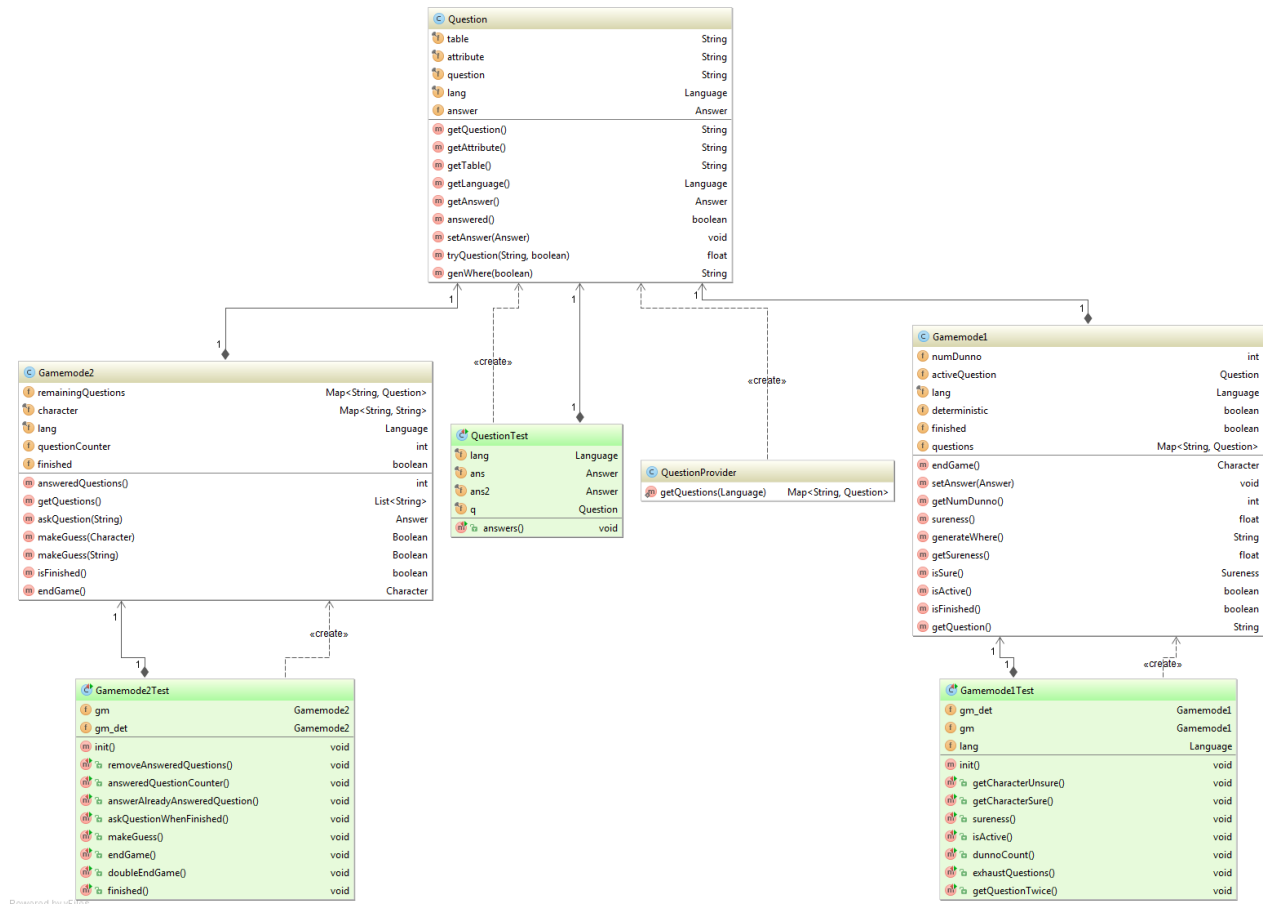 Question
table String
attribute String
question String
lang Language
answer Answer
getQuestion() String
getAttribute() String
getTable() String
getLanguage() Language
getAnswer() Answer
answered() boolean
setAnswer(Answer) void
tryQuestion(String, boolean) float
genWhere(boolean) String
1
1
1
1
1
1
«create»
«create»
Gamemode2
remainingQuestions Map<String, Question>
character Map<String, String>
lang Language
questionCounter int
finished boolean
answeredQuestions() int
getQuestions() List<String>
askQuestion(String) Answer
makeGuess(Character) Boolean
makeGuess(String) Boolean
isFinished() boolean
endGame() Character
QuestionTest
lang Language
ans Answer
ans2 Answer
q Question
answers() void
QuestionProvider
getQuestions(Language) Map<String, Question>
Gamemode1
numDunno int
activeQuestion Question
lang Language
deterministic boolean
finished boolean
questions Map<String, Question>
endGame() Character
setAnswer(Answer) void
getNumDunno() int
sureness() float
generateWhere() String
getSureness() float
isSure() Sureness
isActive() boolean
isFinished() boolean
getQuestion() String
1
1
«create»
1
1
«create»
Gamemode2Test
gm Gamemode2
gm_det Gamemode2
init() void
removeAnsweredQuestions() void
answeredQuestionCounter() void
answerAlreadyAnsweredQuestion() void
askQuestionWhenFinished() void
makeGuess() void
endGame() void
doubleEndGame() void
finished() void
Gamemode1Test
gm_det Gamemode1
gm Gamemode1
lang Language
init() void
getCharacterUnsure() void
getCharacterSure() void
sureness() void
isActive() void
dunnoCount() void
exhaustQuestions() void
getQuestionTwice() void
Powered by yFiles